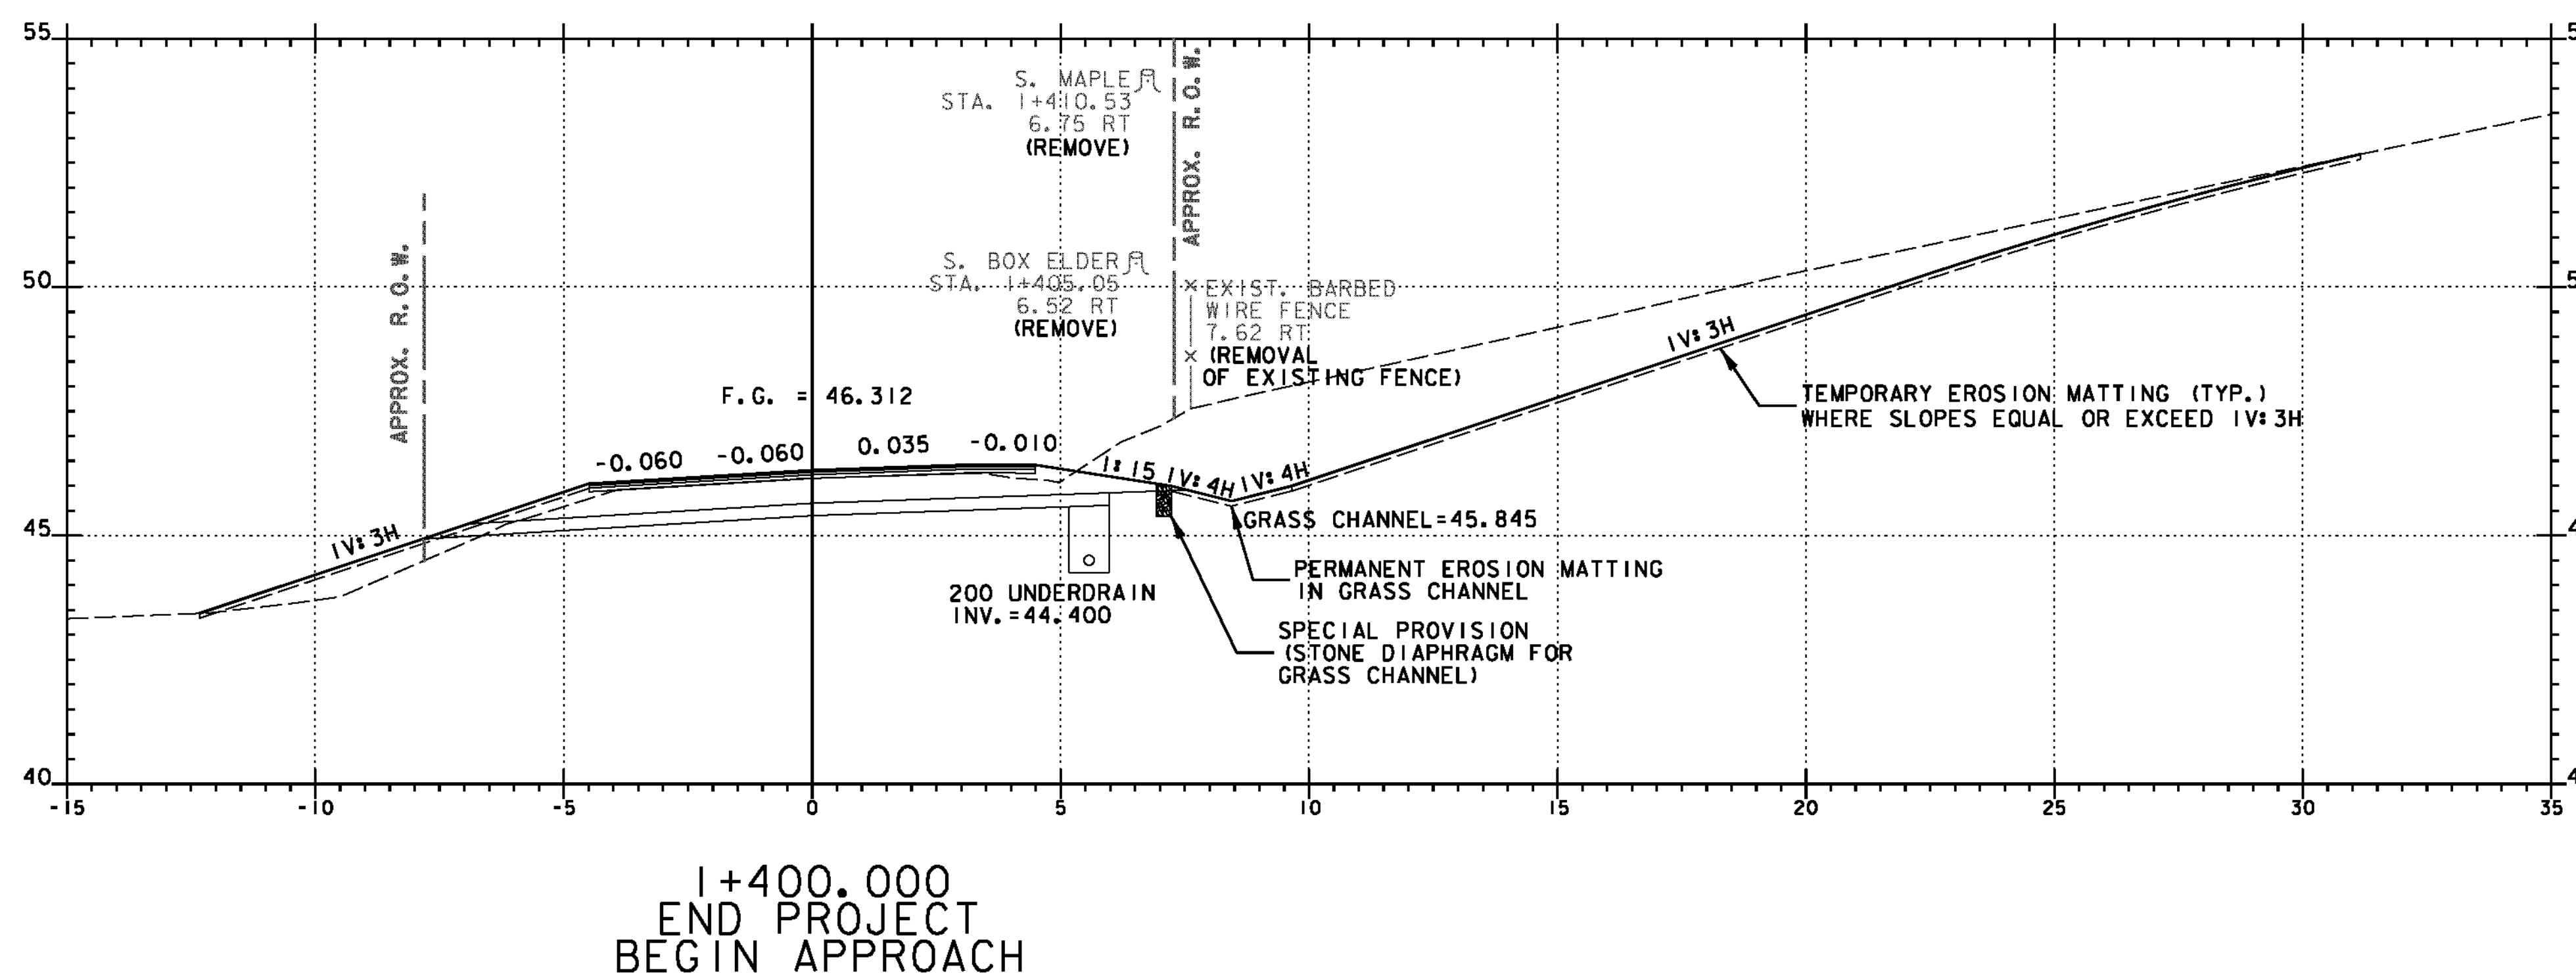 55
5
S. MAPLE
STA. 1+410.53
6.75 RT
(REMOVE)
APPROX. R.O.W.
APPROX. R.O.W.
50
5
S. BOX ELDER
STA. 1+405.05
6.52 RT
(REMOVE)
EXIST. BARBED
WIRE FENCE
7.62 RT
(REMOVAL
OF EXISTING FENCE)
1V:3H
TEMPORARY EROSION MATTING (TYP.)
WHERE SLOPES EQUAL OR EXCEED 1V:3H
F.G. = 46.312
-0.060 -0.060 0.035 -0.010
1:15 1V:4H 1V:4H
1V:3H
45
4
GRASS CHANNEL=45.845
PERMANENT EROSION MATTING
IN GRASS CHANNEL
200 UNDERDRAIN
INV.=44.400
SPECIAL PROVISION
(STONE DIAPHRAGM FOR
GRASS CHANNEL)
40
4
-15 -10 -5 0 5 10 15 20 25 30 35
1+400.000
END PROJECT
BEGIN APPROACH